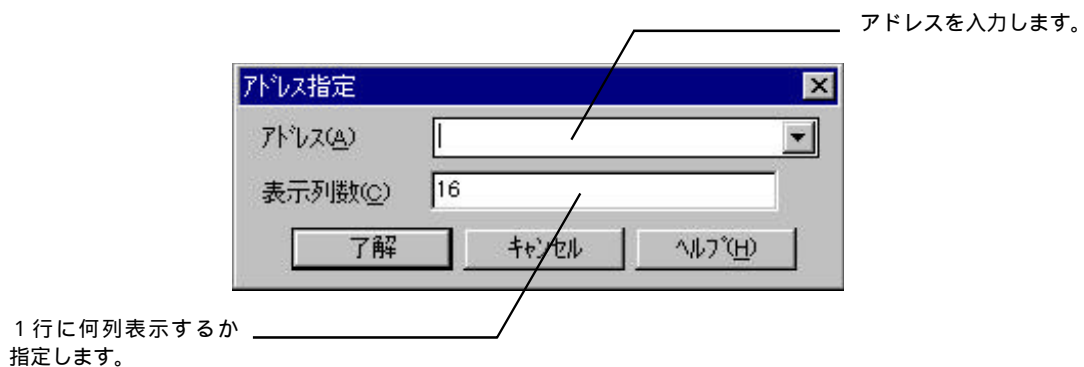 アドレスを入力します。
ｱﾄﾞﾚｽ指定
ｱﾄﾞﾚｽ(A)
表示列数(C)
16
了解
ｷｬﾝｾﾙ
ﾍﾙﾌﾟ(H)
１行に何列表示するか
指定します。